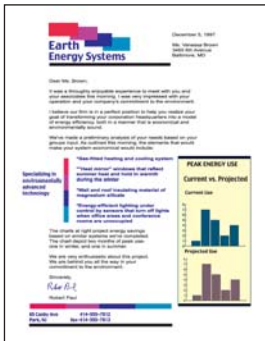 Earth
Energy Systems
December 5, 1997
Ms. Vanessa Brown
5465 6th Avenue
Baltimore, MD
Dear Ms. Brown:
It was a thoroughly enjoyable experience to meet with you and
your associates this morning. I was very impressed with your
operation and your company's commitment to the environment.
I believe our firm is in a perfect position to help you realize your
goal of transforming your corporation headquarters into a model
of energy efficiency, both in a manner that is economical and
environmentally sound.
We've made a preliminary analysis of your needs based on your
groups input. As outlined this morning, the elements that would
make your system economical would include:
Specializing in
environmentally
advanced
technology
*Gas-fitted heating and cooling system
*"Heat mirror" windows that reflect
summer heat and hold in warmth
during the winter
*Wall and roof insulating material of
magnesium silicate
*Energy-efficient lighting under
control by sensors that turn off lights
when office areas and conference
rooms are unoccupied
PEAK ENERGY USE
Current vs. Projected
Current Use
Projected Use
The charts at right project energy savings
based on similar systems we've completed.
The chart depict two months of peak use:
one in winter, and one in summer.
We are very enthusiastic about this project.
We are behind you all the way in your
commitment to the environment.
Sincerely,
Robert Paul
Park, NJ